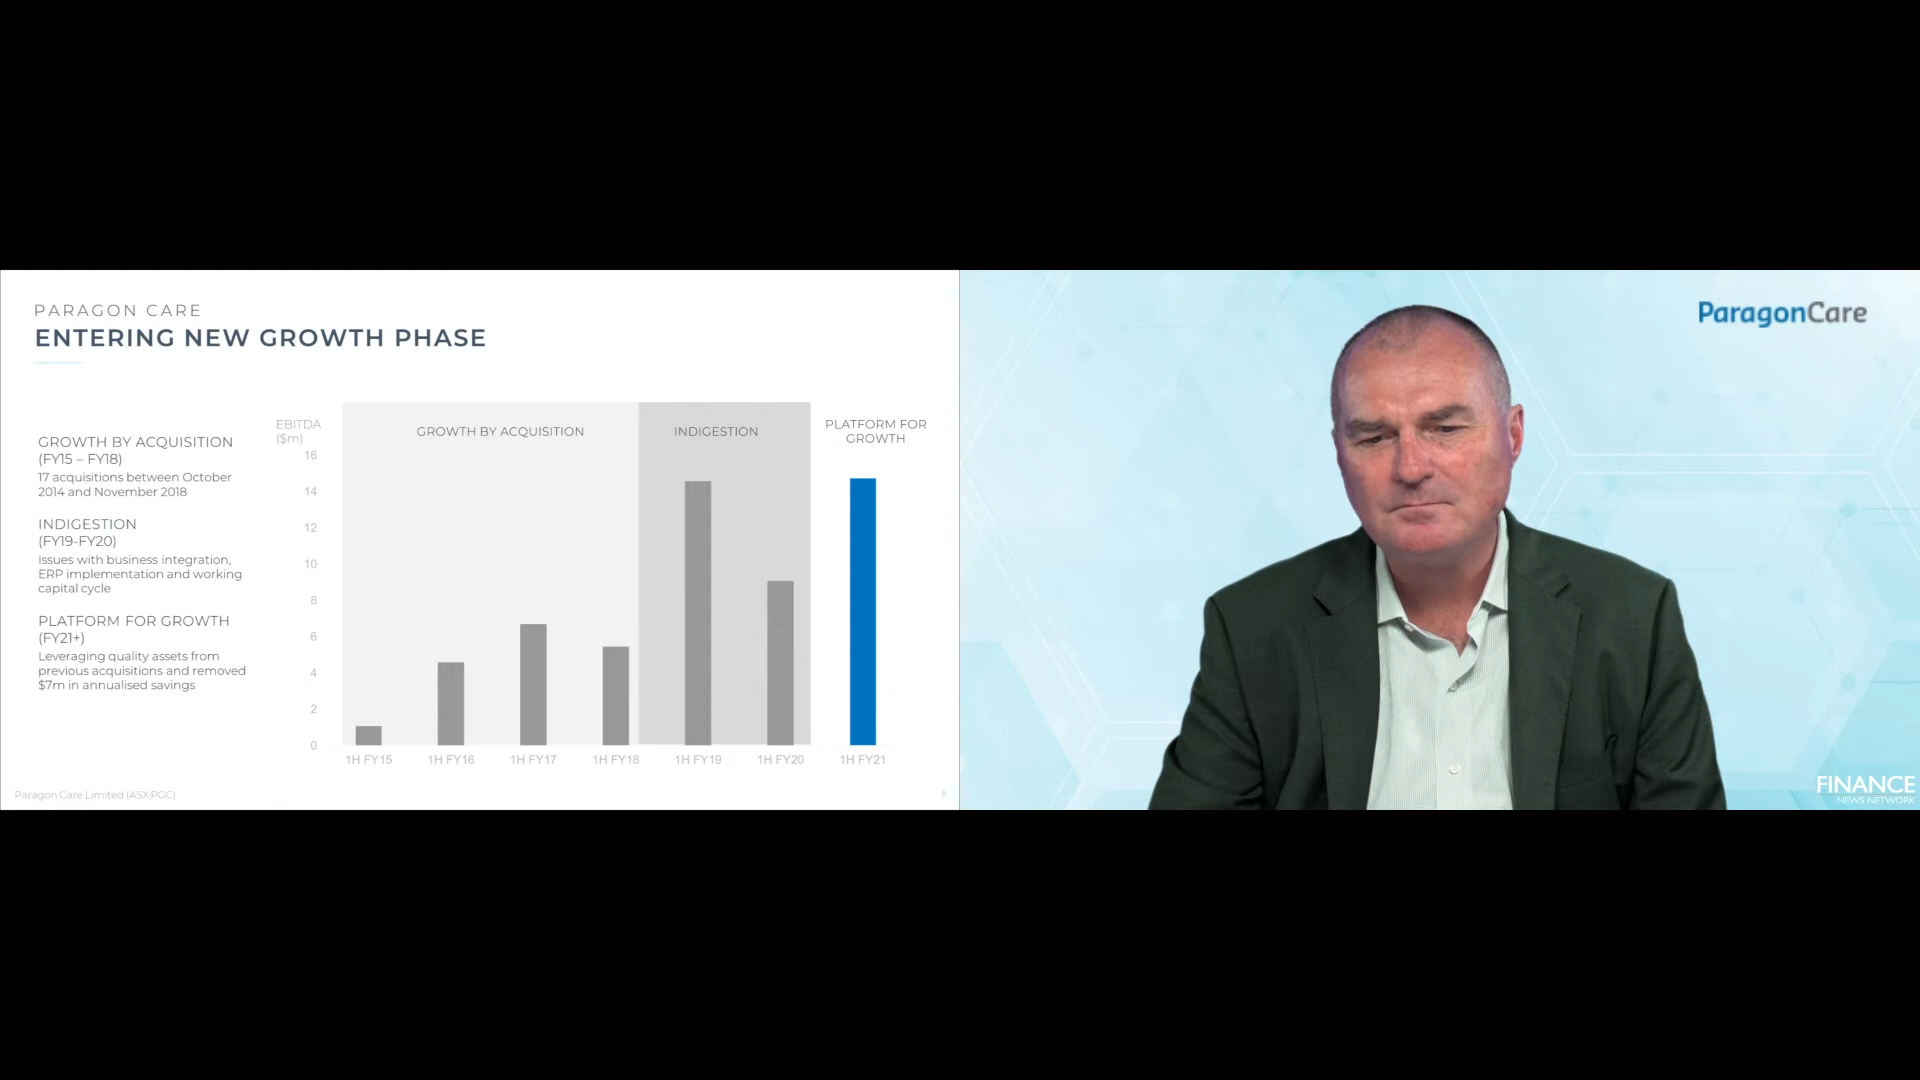 PARAGON CARE
ENTERING NEW GROWTH PHASE
GROWTH BY ACQUISITION
(FY15 – FY18)
17 acquisitions between October
2014 and November 2018
INDIGESTION
(FY19-FY20)
Issues with business integration,
ERP implementation and working
capital cycle
PLATFORM FOR GROWTH
(FY21+)
Leveraging quality assets from
previous acquisitions and removed
$7m in annualised savings
EBITDA
($m)
16
14
12
10
8
6
4
2
0
GROWTH BY ACQUISITION
INDIGESTION
PLATFORM FOR
GROWTH
1H FY15
1H FY16
1H FY17
1H FY18
1H FY19
1H FY20
1H FY21
Paragon Care Limited (ASX:PGC)
ParagonCare
FINANCE
NEWS NETWORK